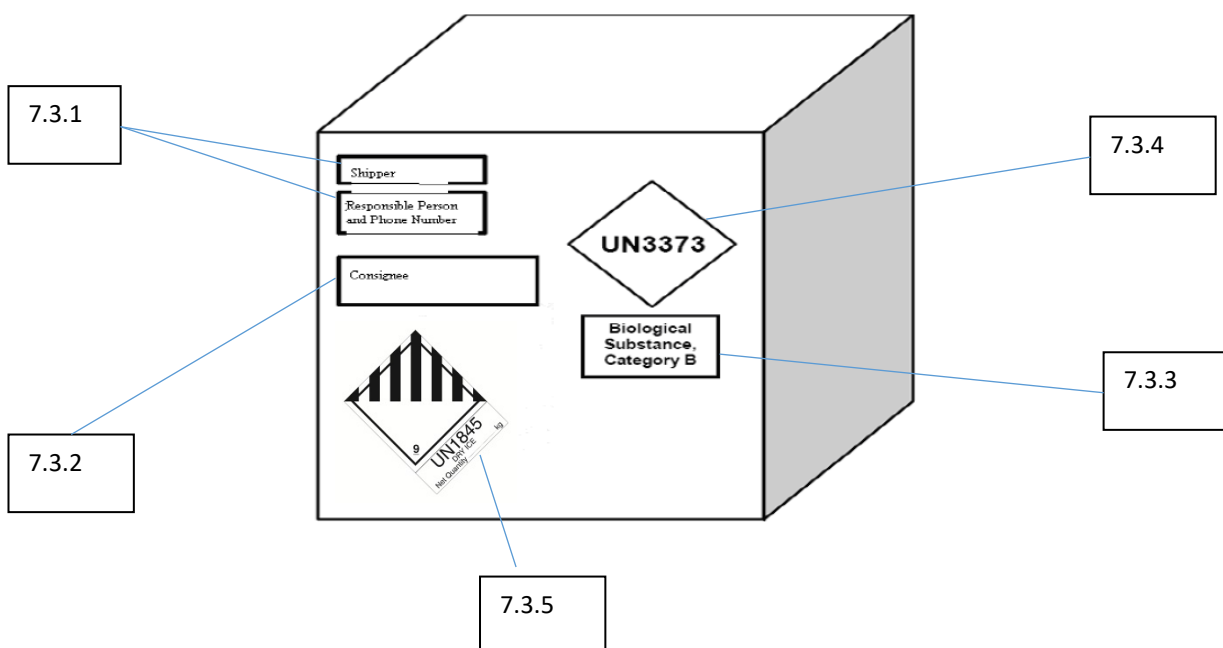 7.3.1
Shipper
Responsible Person
and Phone Number
7.3.4
UN3373
Consignee
Biological
Substance,
Category B
7.3.3
9
UN1845
DRY ICE
Net Quantity kg
7.3.2
7.3.5